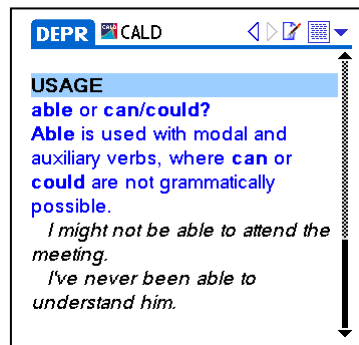 DEPR CALD
USAGE
able or can/could?
Able is used with modal and
auxiliary verbs, where can or
could are not grammatically
possible.
I might not be able to attend the
meeting.
I've never been able to
understand him.